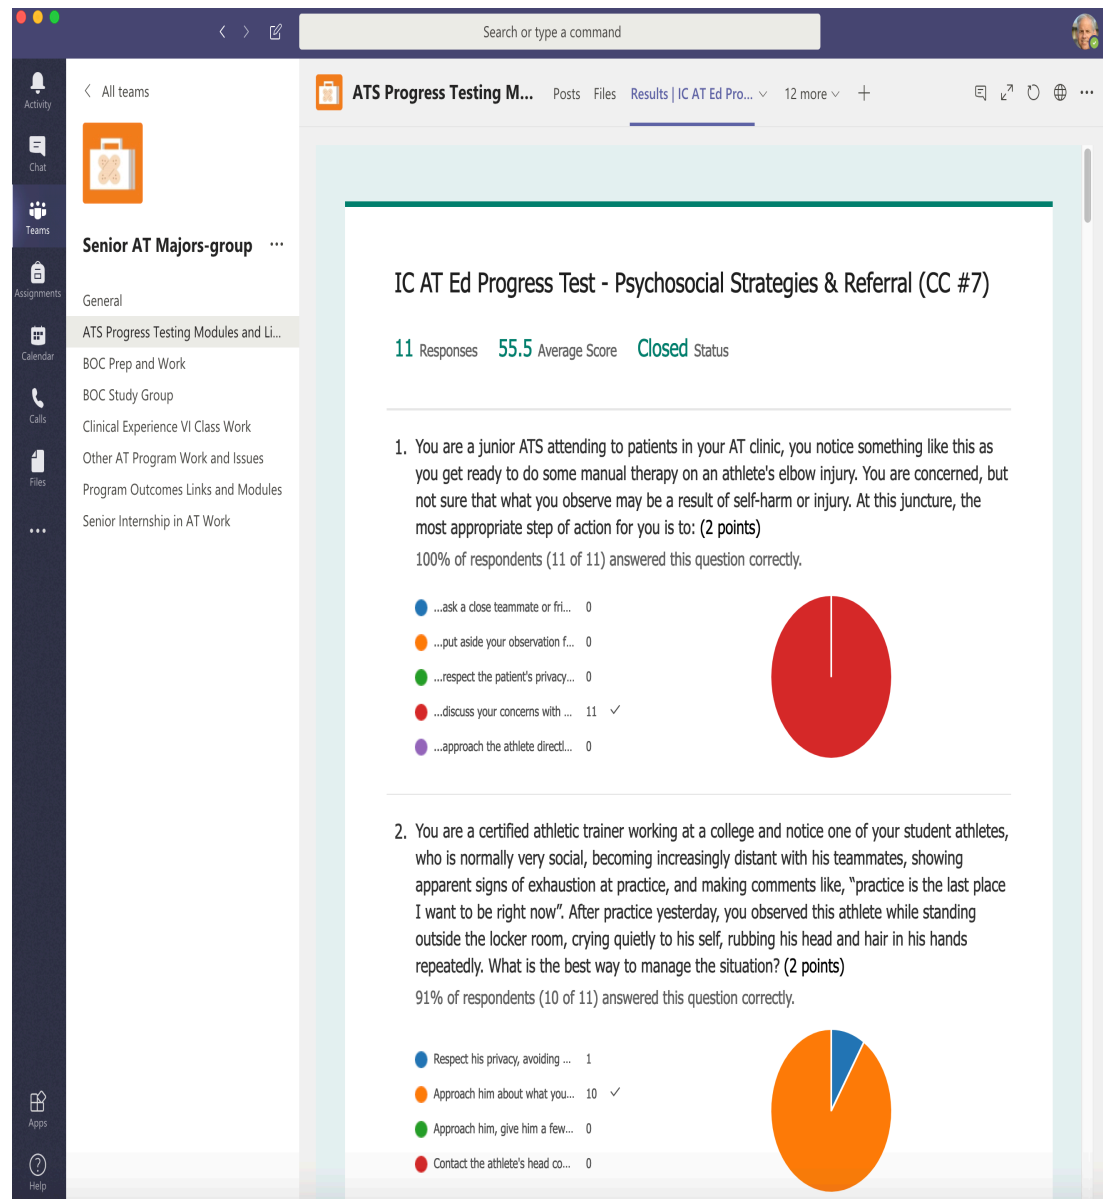 Search or type a command
Activity
Chat
Teams
Assignments
Calendar
Calls
Files
Apps
Help
All teams
Senior AT Majors-group ...
General
ATS Progress Testing Modules and Li...
BOC Prep and Work
BOC Study Group
Clinical Experience VI Class Work
Other AT Program Work and Issues
Program Outcomes Links and Modules
Senior Internship in AT Work
ATS Progress Testing M... Posts Files Results | IC AT Ed Pro... 12 more
IC AT Ed Progress Test - Psychosocial Strategies & Referral (CC #7)
11 Responses 55.5 Average Score Closed Status
1. You are a junior ATS attending to patients in your AT clinic, you notice something like this as
you get ready to do some manual therapy on an athlete's elbow injury. You are concerned, but
not sure that what you observe may be a result of self-harm or injury. At this juncture, the
most appropriate step of action for you is to: (2 points)
100% of respondents (11 of 11) answered this question correctly.
...ask a close teammate or fri... 0
...put aside your observation f... 0
...respect the patient's privacy... 0
...discuss your concerns with ... 11
...approach the athlete directl... 0
2. You are a certified athletic trainer working at a college and notice one of your student athletes,
who is normally very social, becoming increasingly distant with his teammates, showing
apparent signs of exhaustion at practice, and making comments like, “practice is the last place
I want to be right now”. After practice yesterday, you observed this athlete while standing
outside the locker room, crying quietly to his self, rubbing his head and hair in his hands
repeatedly. What is the best way to manage the situation? (2 points)
91% of respondents (10 of 11) answered this question correctly.
Respect his privacy, avoiding ... 1
Approach him about what you... 10
Approach him, give him a few... 0
Contact the athlete's head co... 0